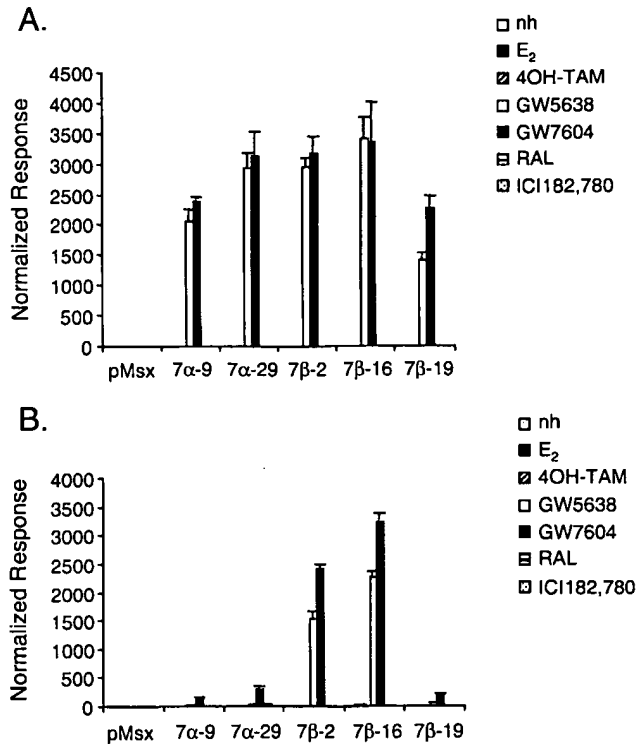 A.
Normalized Response
4500
4000
3500
3000
2500
2000
1500
1000
500
0
pMsx 7α-9 7α-29 7β-2 7β-16 7β-19
nh
E₂
4OH-TAM
GW5638
GW7604
RAL
ICI182,780
B.
Normalized Response
4000
3500
3000
2500
2000
1500
1000
500
0
pMsx 7α-9 7α-29 7β-2 7β-16 7β-19
nh
E₂
4OH-TAM
GW5638
GW7604
RAL
ICI182,780